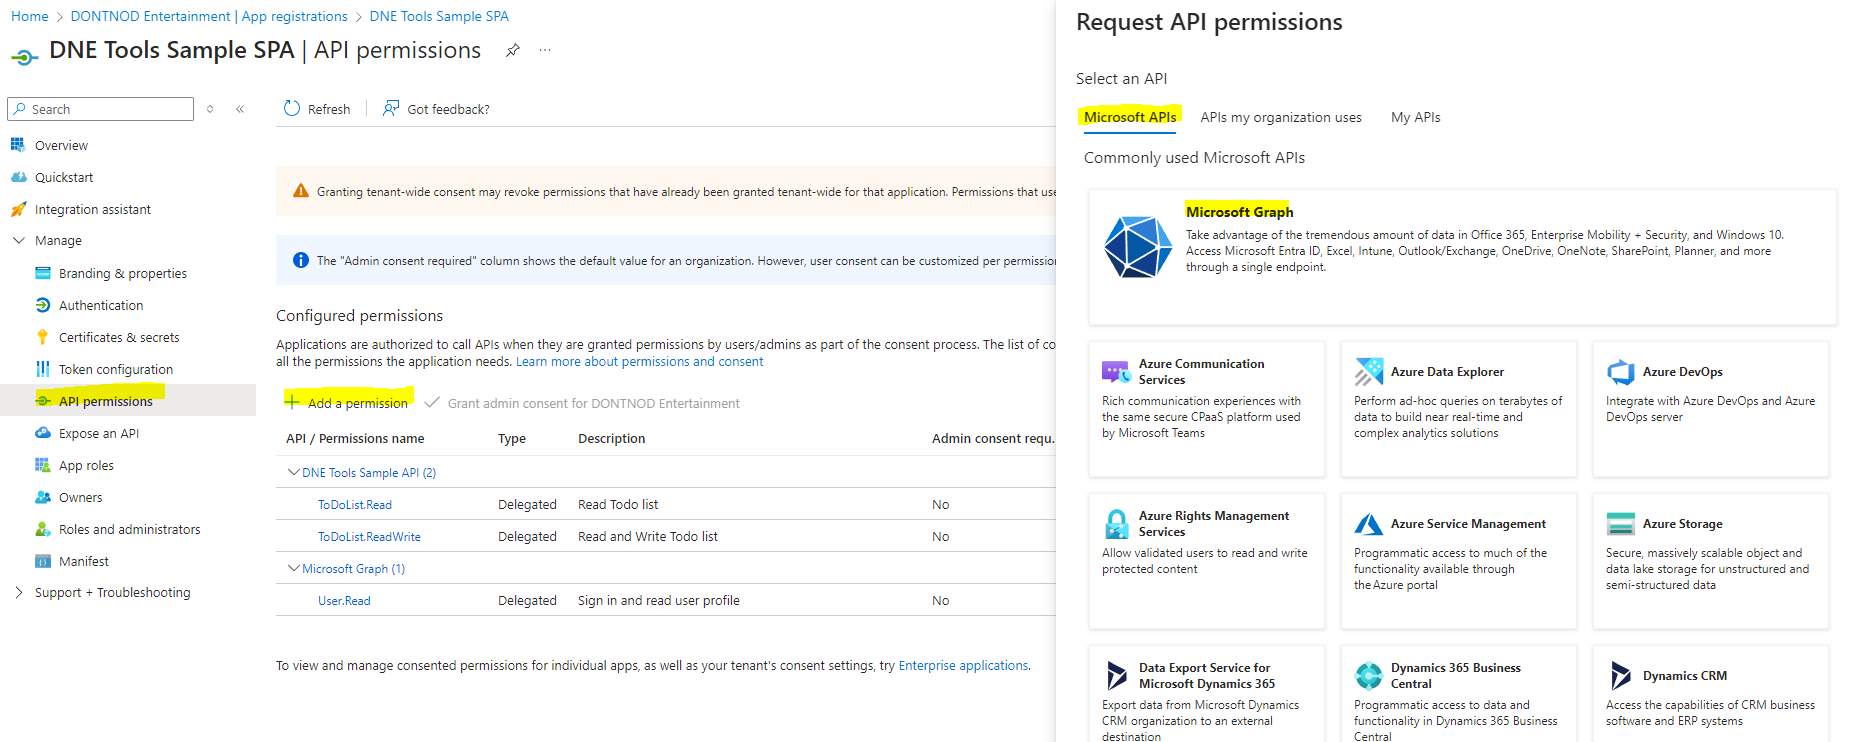 Home > DONTNOD Entertainment | App registrations > DNE Tools Sample SPA
DNE Tools Sample SPA | API permissions
Search
Overview
Quickstart
Integration assistant
Manage
Branding & properties
Authentication
Certificates & secrets
Token configuration
API permissions
Expose an API
App roles
Owners
Roles and administrators
Manifest
Support + Troubleshooting
Refresh
Got feedback?
Granting tenant-wide consent may revoke permissions that have already been granted tenant-wide for that application. Permissions that use
The "Admin consent required" column shows the default value for an organization. However, user consent can be customized per permission
Configured permissions
Applications are authorized to call APIs when they are granted permissions by users/admins as part of the consent process. The list of co
all the permissions the application needs. Learn more about permissions and consent
Add a permission
Grant admin consent for DONTNOD Entertainment
API / Permissions name Type Description Admin consent requ.
DNE Tools Sample API (2)
ToDoList.Read Delegated Read Todo list No
ToDoList.ReadWrite Delegated Read and Write Todo list No
Microsoft Graph (1)
User.Read Delegated Sign in and read user profile No
To view and manage consented permissions for individual apps, as well as your tenant's consent settings, try Enterprise applications.
Request API permissions
Select an API
Microsoft APIs APIs my organization uses My APIs
Commonly used Microsoft APIs
Microsoft Graph
Take advantage of the tremendous amount of data in Office 365, Enterprise Mobility + Security, and Windows 10.
Access Microsoft Entra ID, Excel, Intune, Outlook/Exchange, OneDrive, OneNote, SharePoint, Planner, and more
through a single endpoint.
Azure Communication
Services
Rich communication experiences with
the same secure CPaaS platform used
by Microsoft Teams
Azure Data Explorer
Perform ad-hoc queries on terabytes of
data to build near real-time and
complex analytics solutions
Azure DevOps
Integrate with Azure DevOps and Azure
DevOps server
Azure Rights Management
Services
Allow validated users to read and write
protected content
Azure Service Management
Programmatic access to much of the
functionality available through
the Azure portal
Azure Storage
Secure, massively scalable object and
data lake storage for unstructured and
semi-structured data
Data Export Service for
Microsoft Dynamics 365
Export data from Microsoft Dynamics
CRM organization to an external
destination
Dynamics 365 Business
Central
Programmatic access to data and
functionality in Dynamics 365 Business
Central
Dynamics CRM
Access the capabilities of CRM business
software and ERP systems